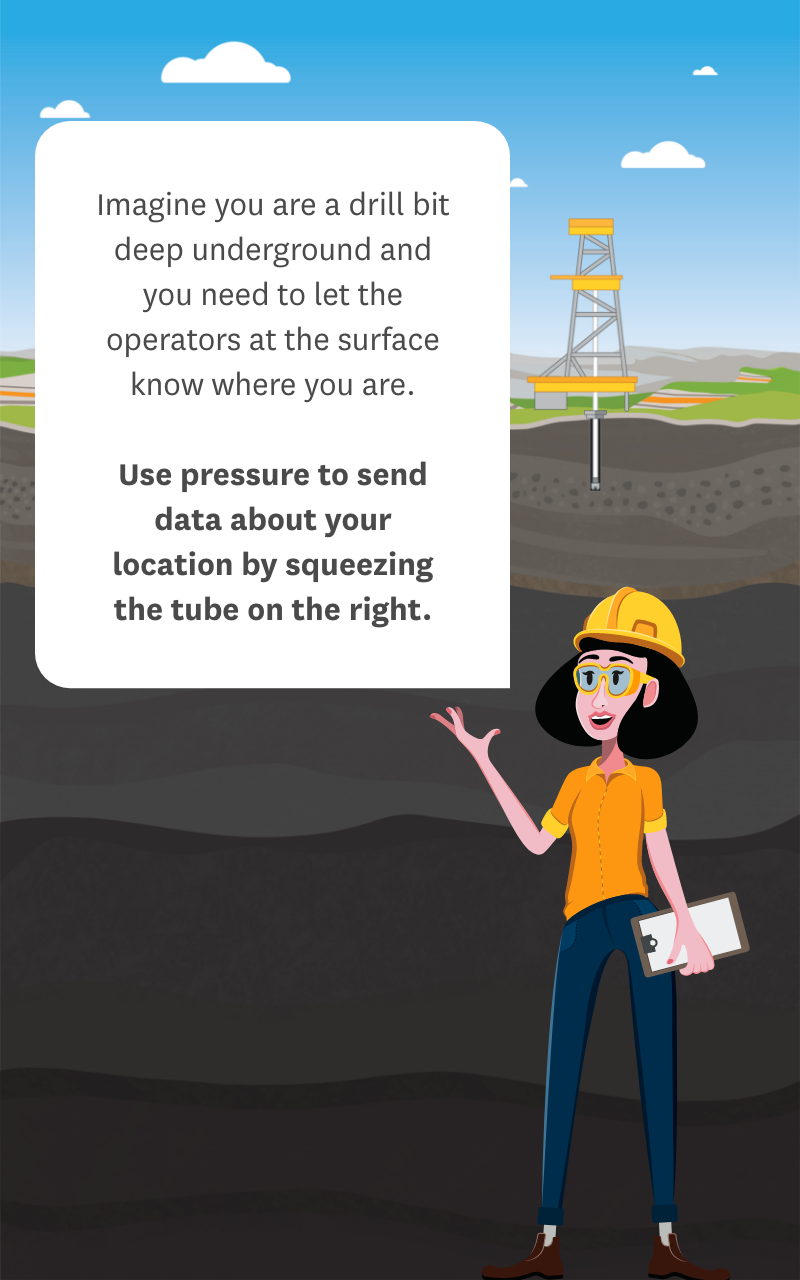 Imagine you are a drill bit
deep underground and
you need to let the
operators at the surface
know where you are.
Use pressure to send
data about your
location by squeezing
the tube on the right.